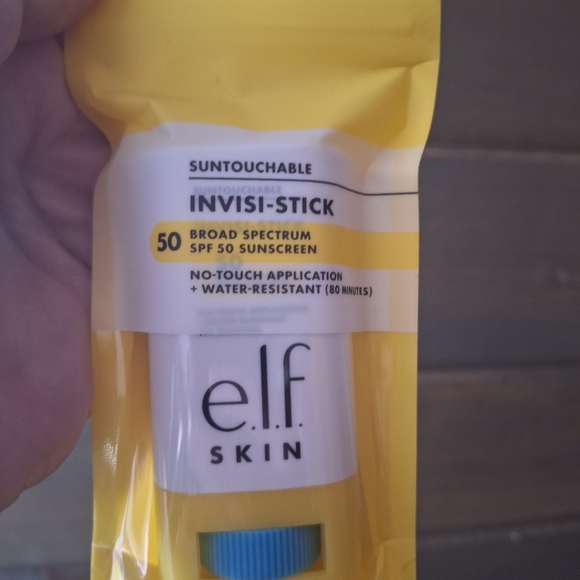 SUNTOUCHABLE
INVISI-STICK
50 BROAD SPECTRUM
SPF 50 SUNSCREEN
NO-TOUCH APPLICATION
+ WATER-RESISTANT (80 MINUTES)
e.l.f.
SKIN